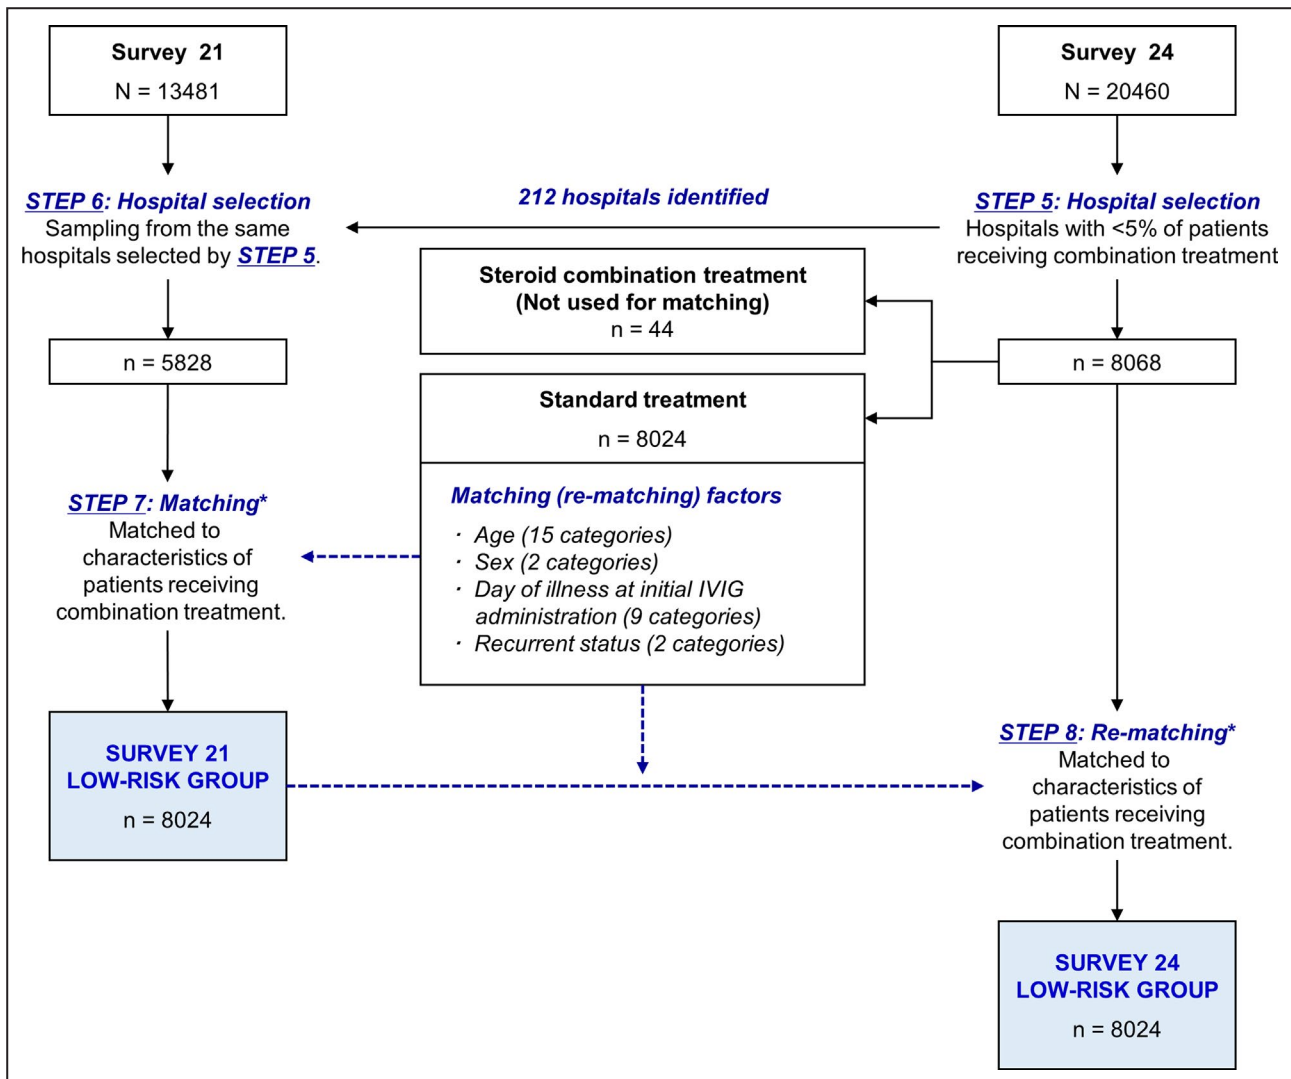 Survey 21
N = 13481
Survey 24
N = 20460
STEP 6: Hospital selection
Sampling from the same
hospitals selected by STEP 5.
212 hospitals identified
STEP 5: Hospital selection
Hospitals with <5% of patients
receiving combination treatment
Steroid combination treatment
(Not used for matching)
n = 44
n = 5828
n = 8068
Standard treatment
n = 8024
Matching (re-matching) factors
· Age (15 categories)
· Sex (2 categories)
· Day of illness at initial IVIG
administration (9 categories)
· Recurrent status (2 categories)
STEP 7: Matching*
Matched to
characteristics of
patients receiving
combination treatment.
SURVEY 21
LOW-RISK GROUP
n = 8024
STEP 8: Re-matching*
Matched to
characteristics of
patients receiving
combination treatment.
SURVEY 24
LOW-RISK GROUP
n = 8024